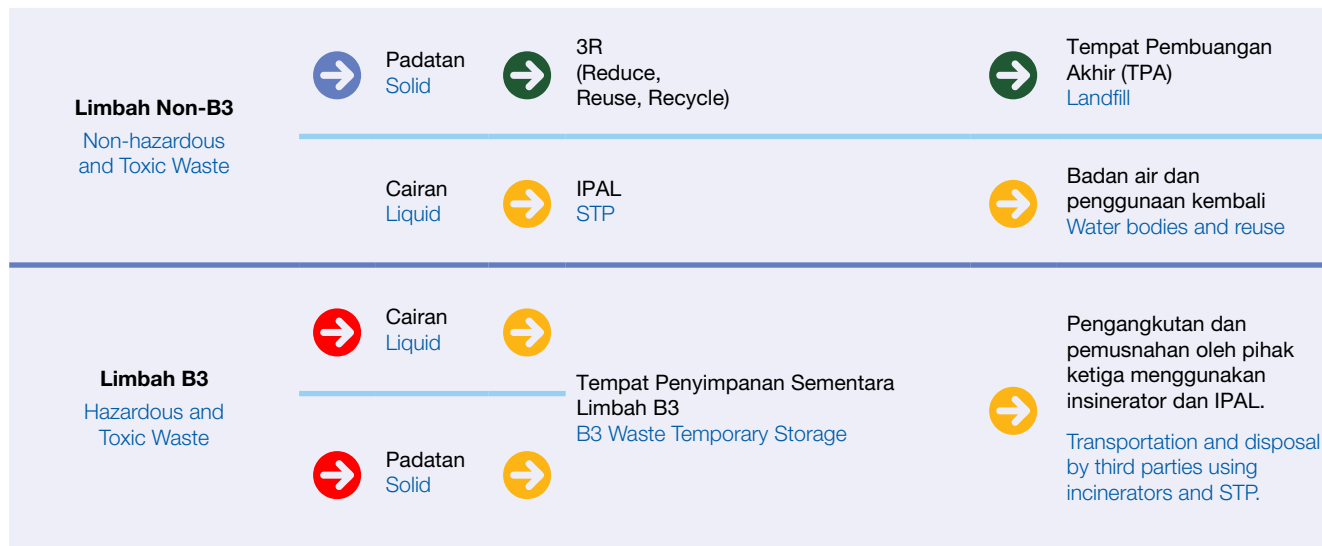 Limbah Non-B3
Non-hazardous
and Toxic Waste
Padatan
Solid
3R
(Reduce,
Reuse, Recycle)
Tempat Pembuangan
Akhir (TPA)
Landfill
Cairan
Liquid
IPAL
STP
Badan air dan
penggunaan kembali
Water bodies and reuse
Limbah B3
Hazardous and
Toxic Waste
Cairan
Liquid
Padatan
Solid
Tempat Penyimpanan Sementara
Limbah B3
B3 Waste Temporary Storage
Pengangkutan dan
pemusnahan oleh pihak
ketiga menggunakan
insinerator dan IPAL.
Transportation and disposal
by third parties using
incinerators and STP.